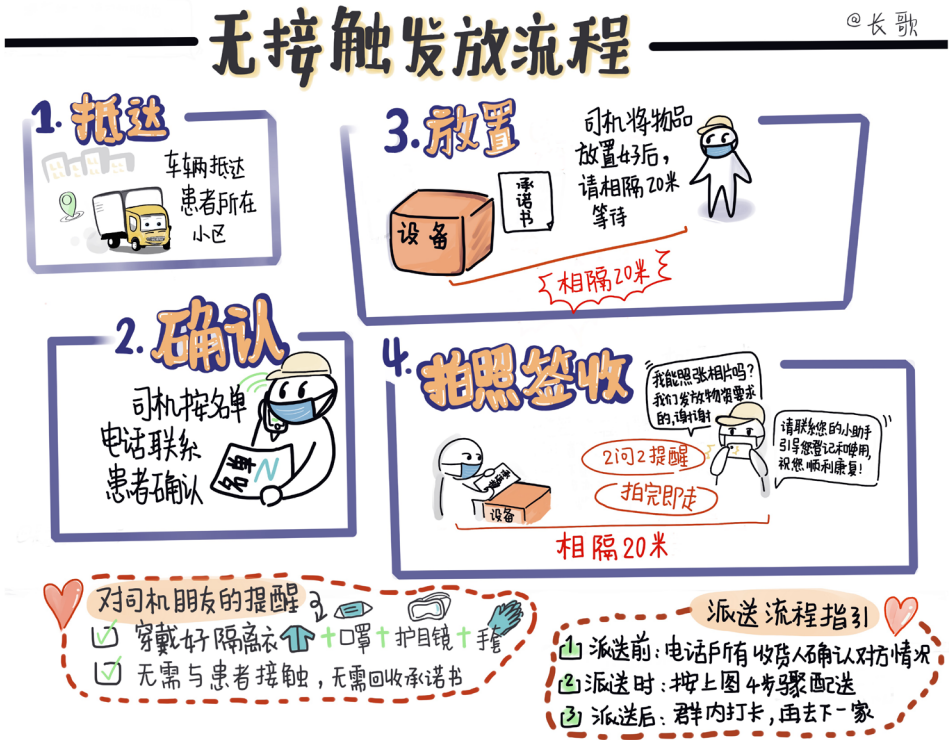 无接触发放流程
@长歌
1.抵达
车辆抵达
患者所在
小区
2.确认
司机按名单
电话联系
患者确认
名单
3.放置
司机将物品
放置好后，
请相隔20米
等待
承诺书
设备
相隔20米
4.拍照签收
我能照张相片吗？
我们发放物资要求
的，谢谢
请联系您的小助手
引导您登记和使用，
祝您顺利康复！
2问2提醒
拍完即走
承诺书
设备
相隔20米
对司机朋友的提醒
穿戴好隔离衣+口罩+护目镜+手套
无需与患者接触，无需回收承诺书
派送流程指引
1 派送前：电话户所有收货人确认对方情况
2 派送时：按上图4步骤配送
3 派送后：群内打卡，再去下一家